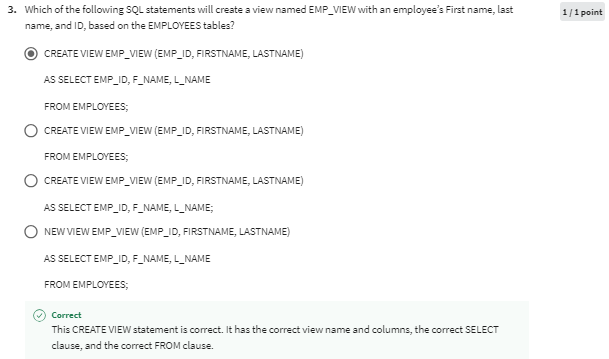 3. Which of the following SQL statements will create a view named EMP_VIEW with an employee's First name, last
name, and ID, based on the EMPLOYEES tables?
1 / 1 point
CREATE VIEW EMP_VIEW (EMP_ID, FIRSTNAME, LASTNAME)
AS SELECT EMP_ID, F_NAME, L_NAME
FROM EMPLOYEES;
CREATE VIEW EMP_VIEW (EMP_ID, FIRSTNAME, LASTNAME)
FROM EMPLOYEES;
CREATE VIEW EMP_VIEW (EMP_ID, FIRSTNAME, LASTNAME)
AS SELECT EMP_ID, F_NAME, L_NAME;
NEW VIEW EMP_VIEW (EMP_ID, FIRSTNAME, LASTNAME)
AS SELECT EMP_ID, F_NAME, L_NAME
FROM EMPLOYEES;
Correct
This CREATE VIEW statement is correct. It has the correct view name and columns, the correct SELECT
clause, and the correct FROM clause.